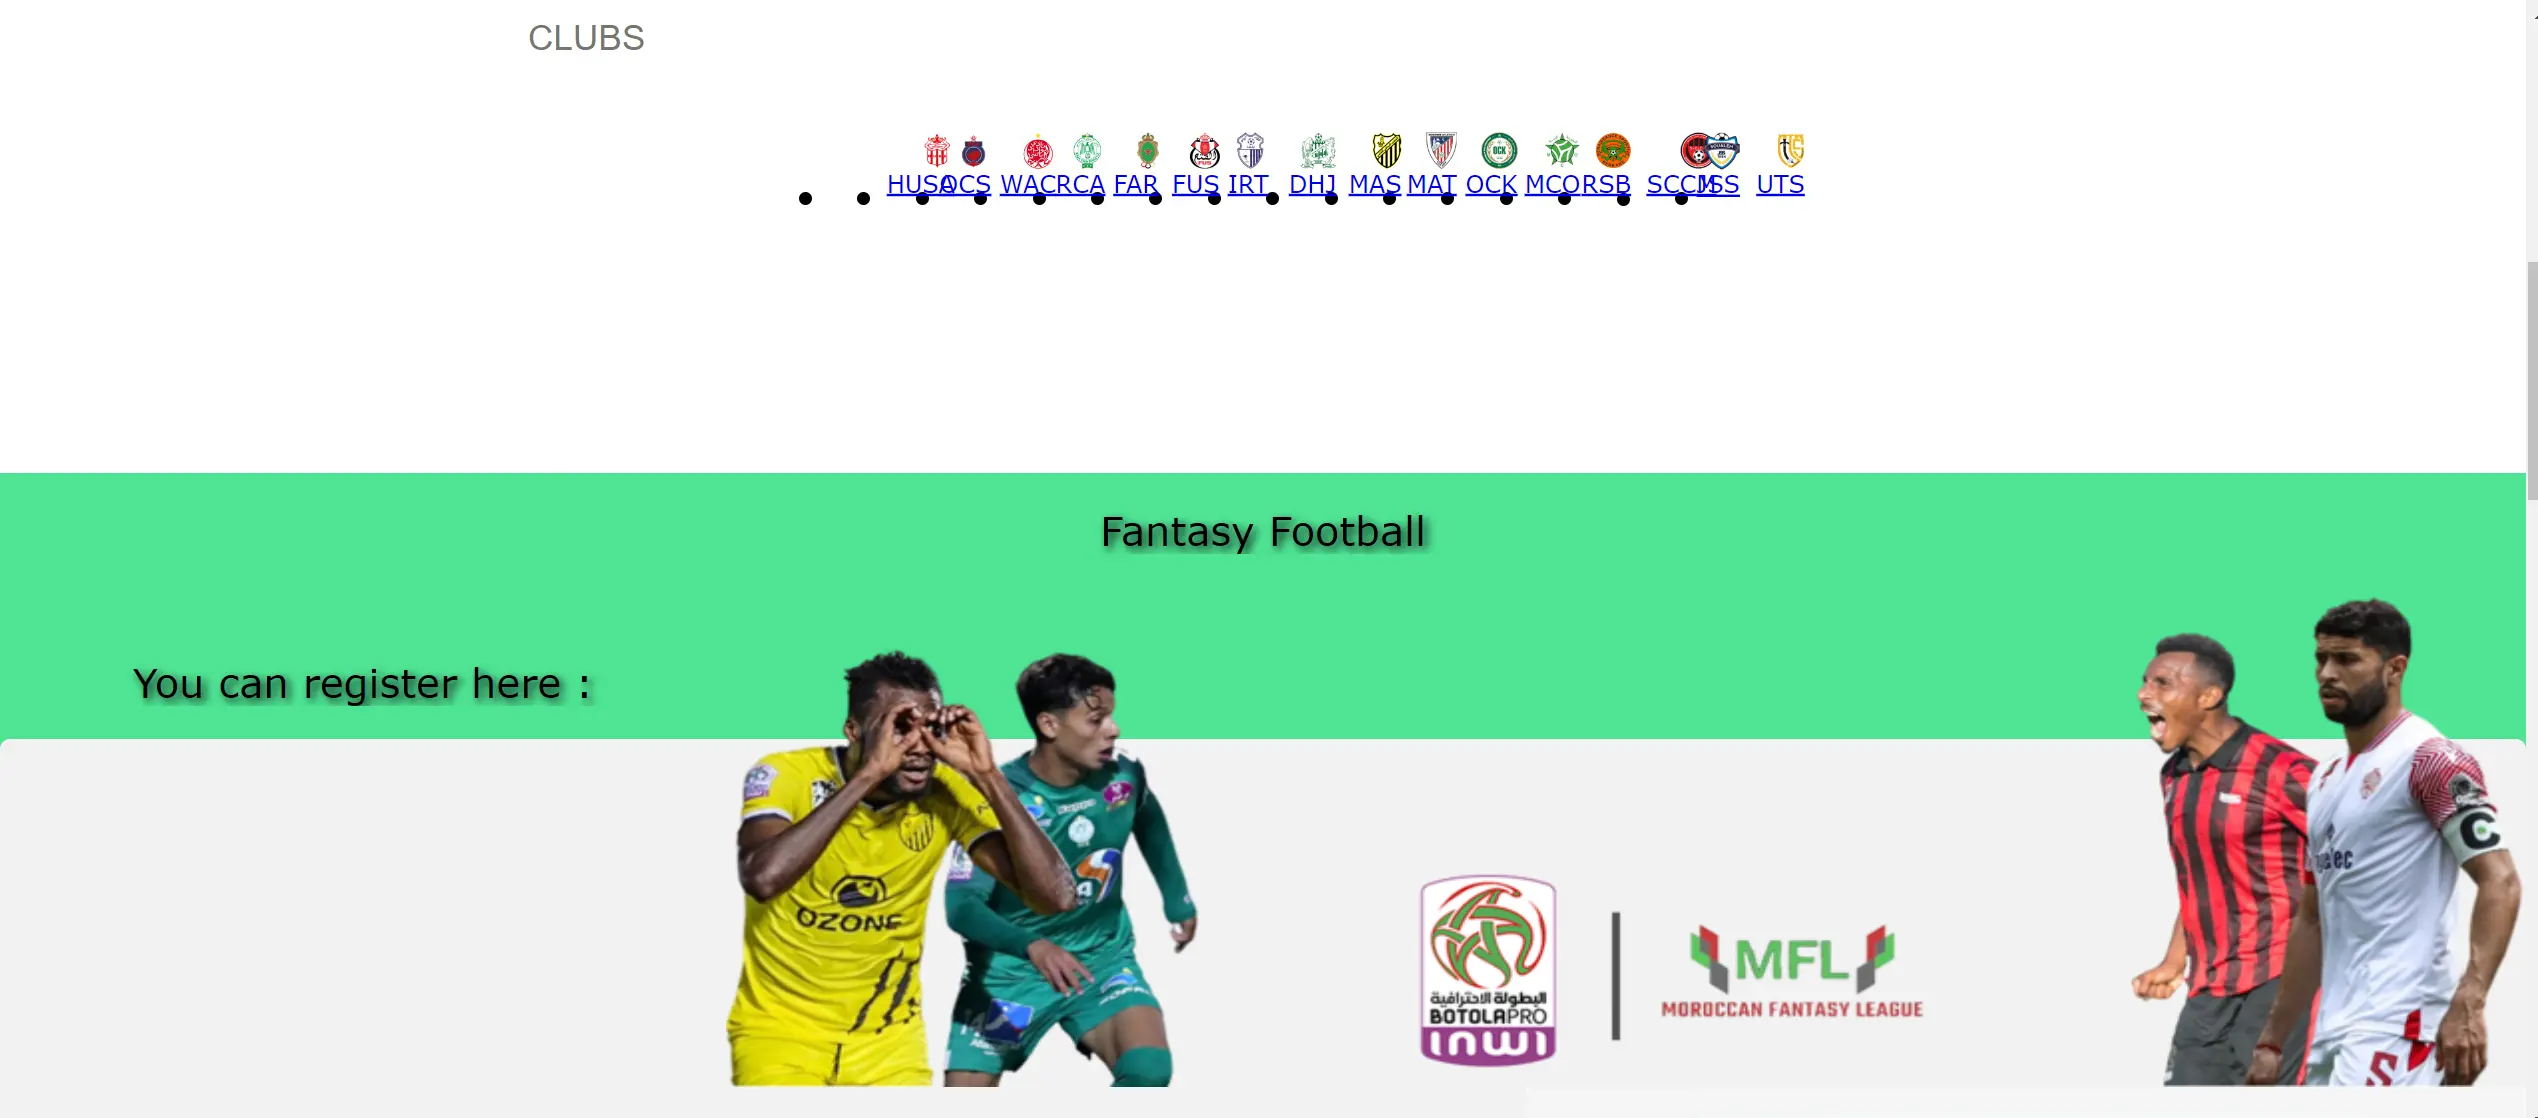 CLUBS
HUSA OCS WAC RCA FAR FUS IRT DHJ MAS MAT OCK MCO RSB SCCM JSS UTS
Fantasy Football
You can register here :
OZONE
C
البطولة الاحترافية
BOTOLAPRO
inwi
MFL
MOROCCAN FANTASY LEAGUE